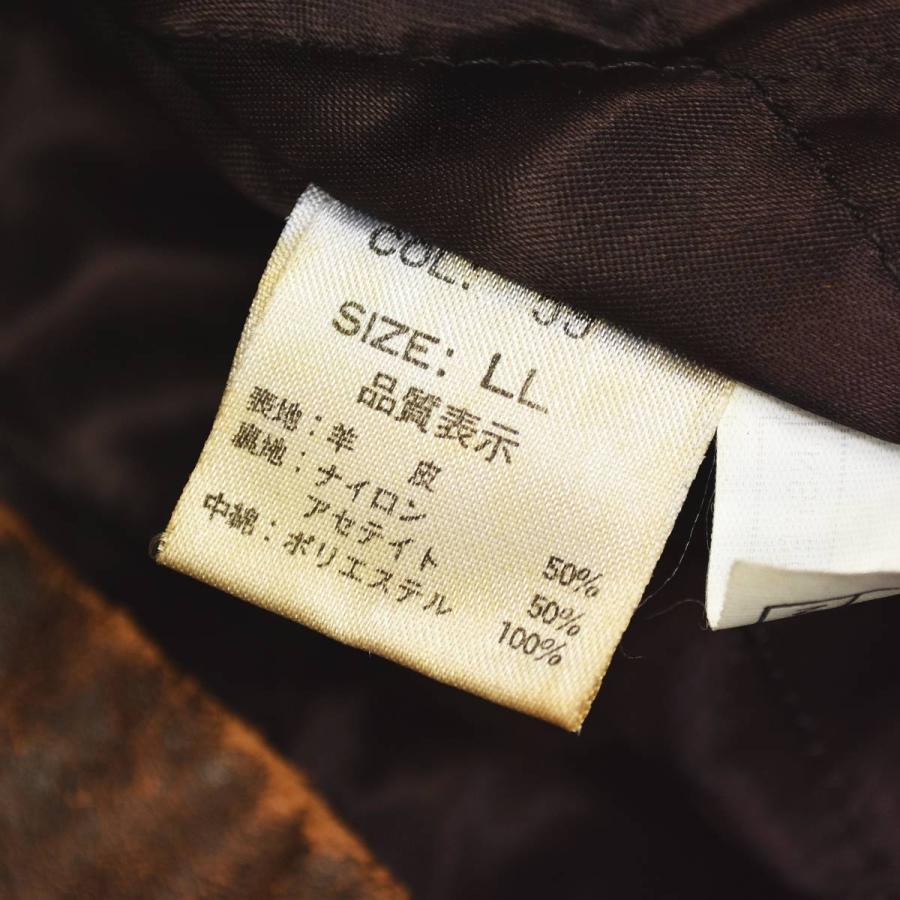 COL:
SIZE: LL
品質表示
表地:羊 皮
裏地:ナイロン 50%
アセテイト 50%
中綿:ポリエステル 100%